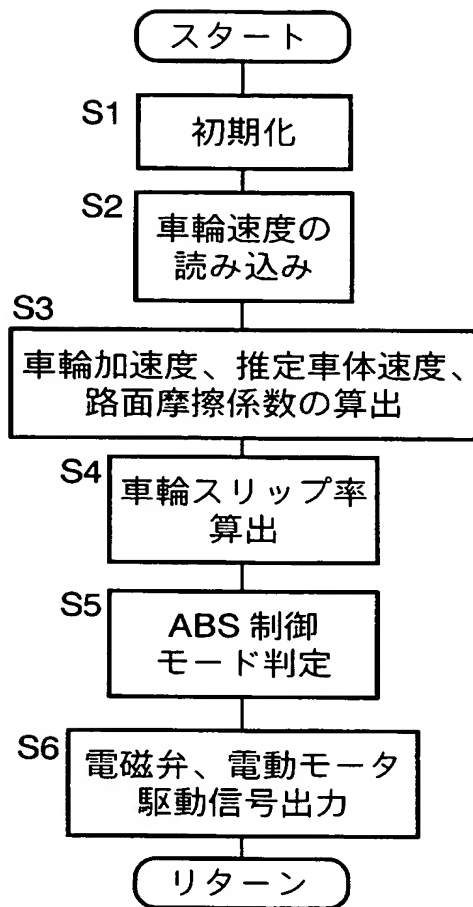 スタート
S1
初期化
S2
車輪速度の
読み込み
S3
車輪加速度、推定車体速度、
路面摩擦係数の算出
S4
車輪スリップ率
算出
S5
ABS 制御
モード判定
S6
電磁弁、電動モータ
駆動信号出力
リターン